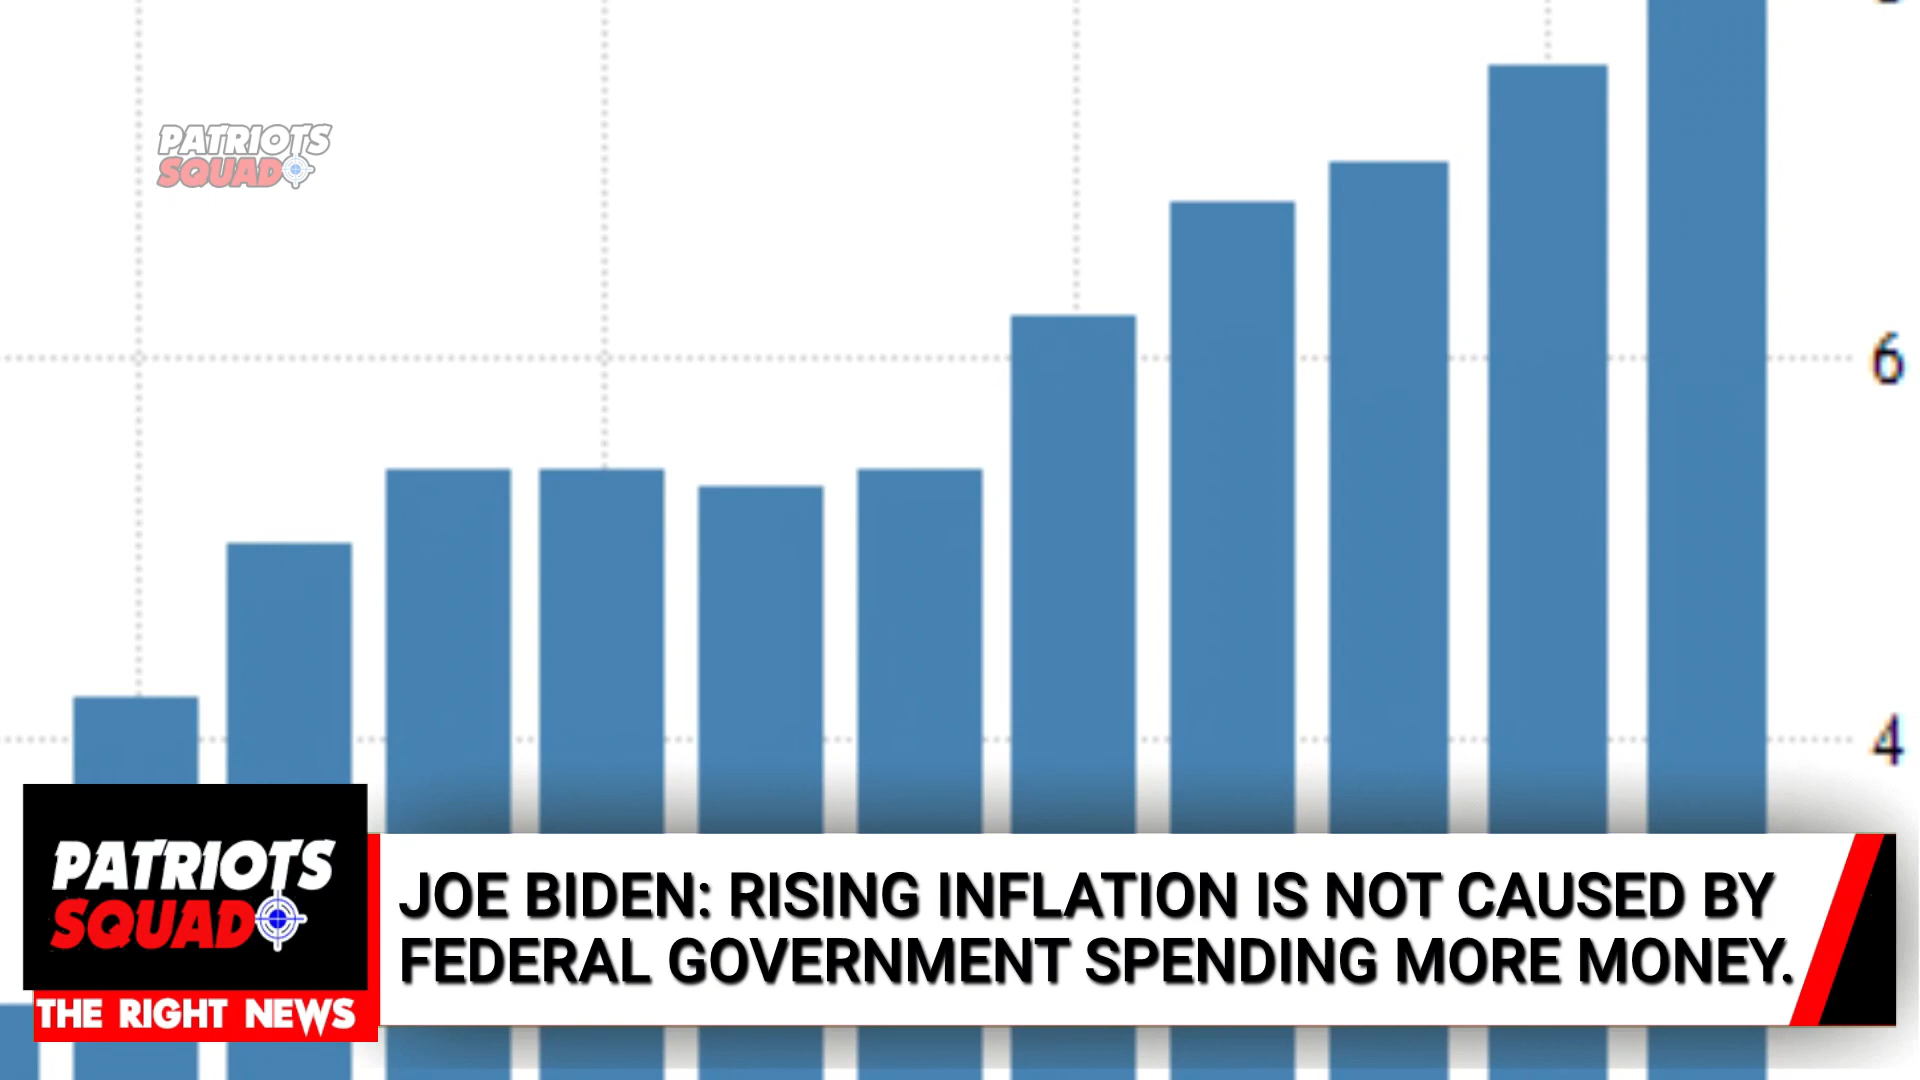 PATRIOTS
SQUAD
6
4
PATRIOTS
SQUAD
THE RIGHT NEWS
JOE BIDEN: RISING INFLATION IS NOT CAUSED BY
FEDERAL GOVERNMENT SPENDING MORE MONEY.